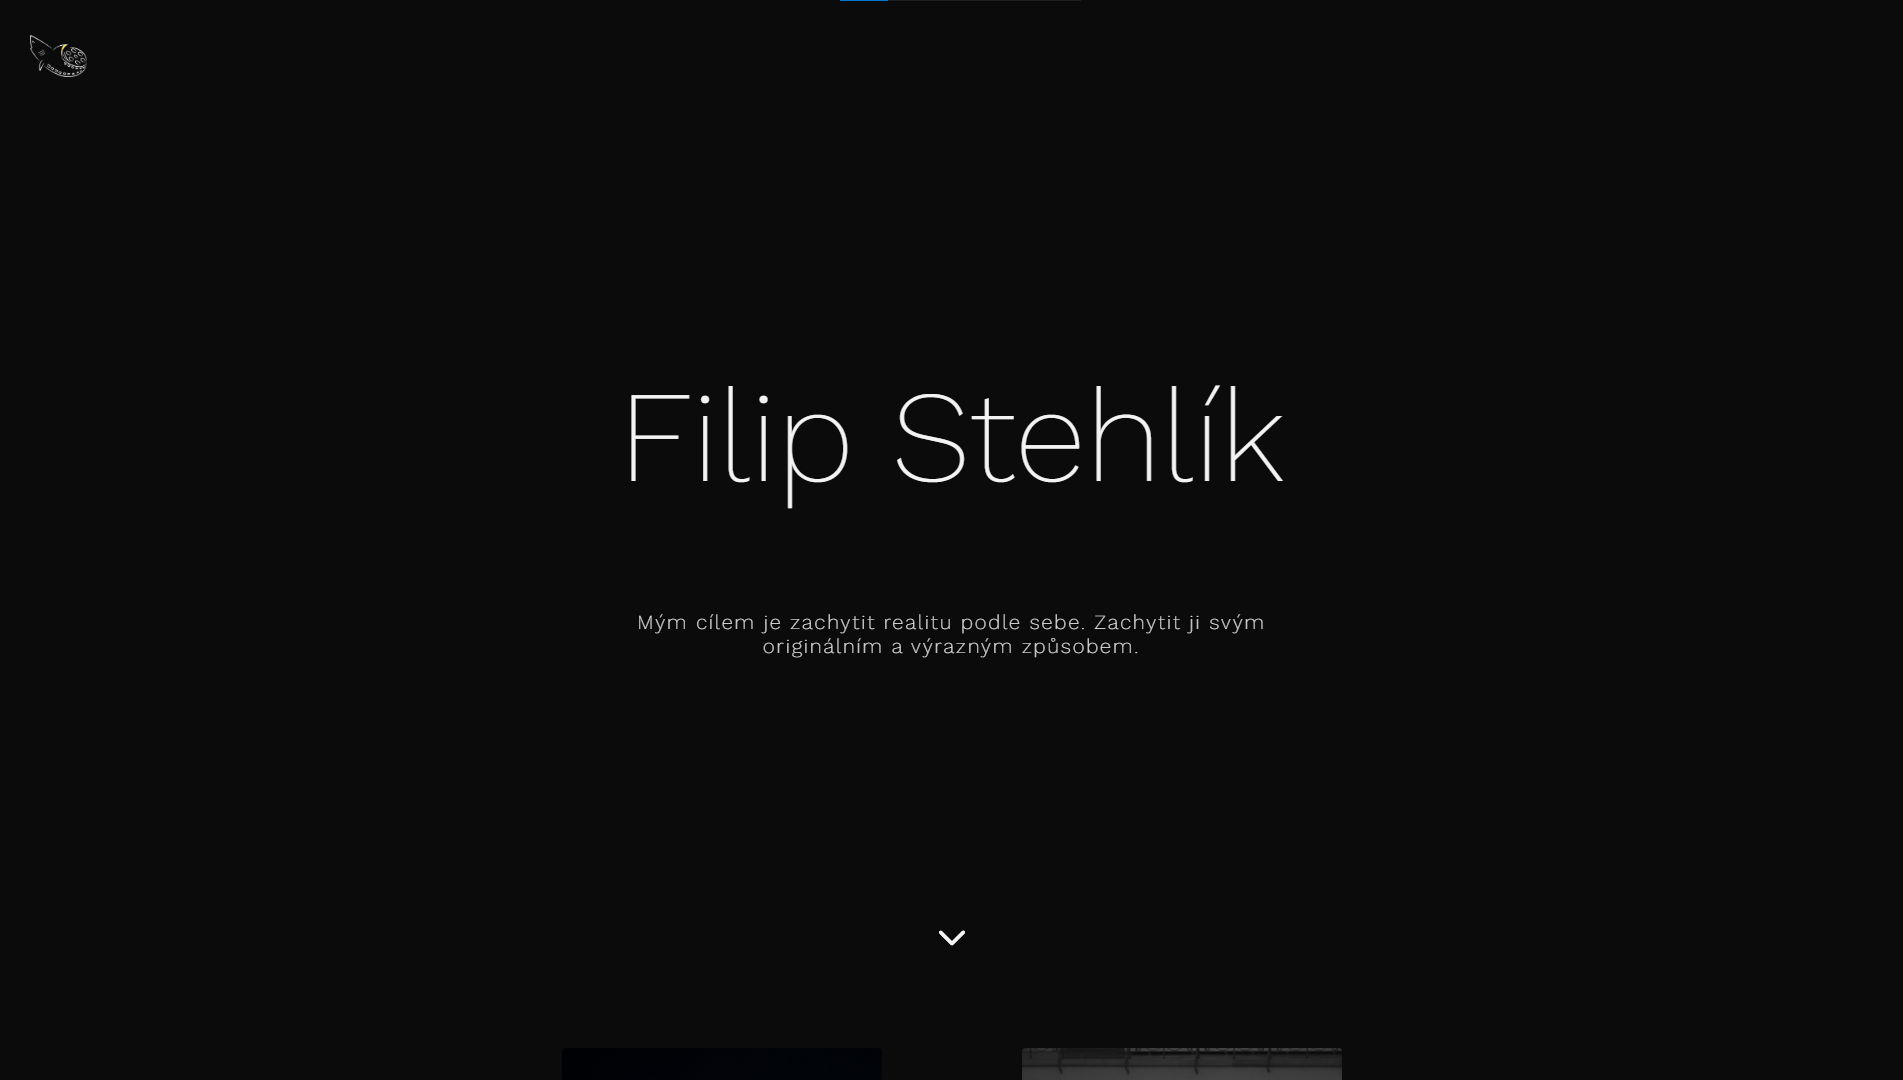 Filip Stehlík
Mým cílem je zachytit realitu podle sebe. Zachytit ji svým
originálním a výrazným způsobem.